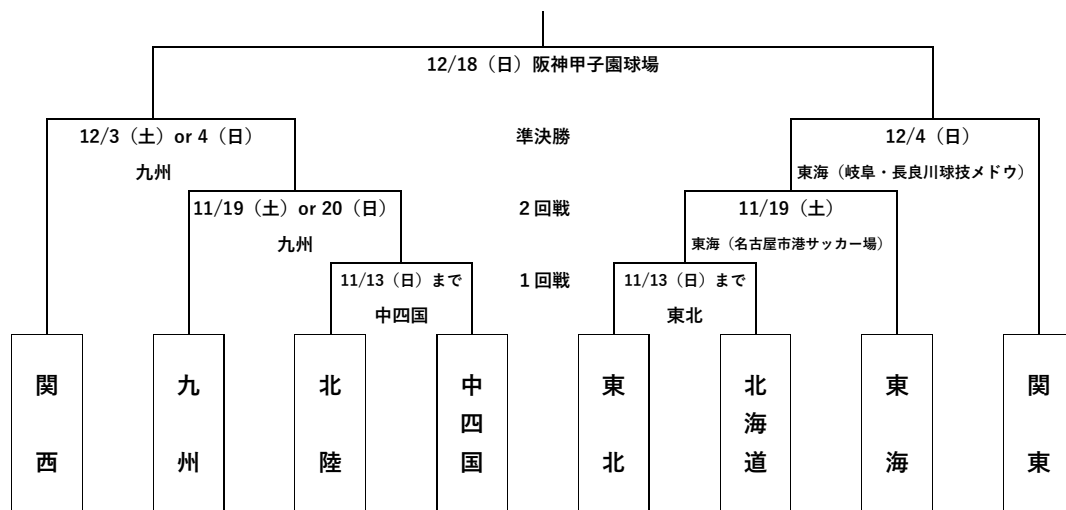 12/18（日）阪神甲子園球場
12/3（土）or 4（日）
準決勝
12/4（日）
九州
東海（岐阜・長良川球技メドウ）
11/19（土）or 20（日）
2回戦
11/19（土）
九州
東海（名古屋市港サッカー場）
11/13（日）まで
1回戦
11/13（日）まで
中四国
東北
関西
九州
北陸
中四国
東北
北海道
東海
関東